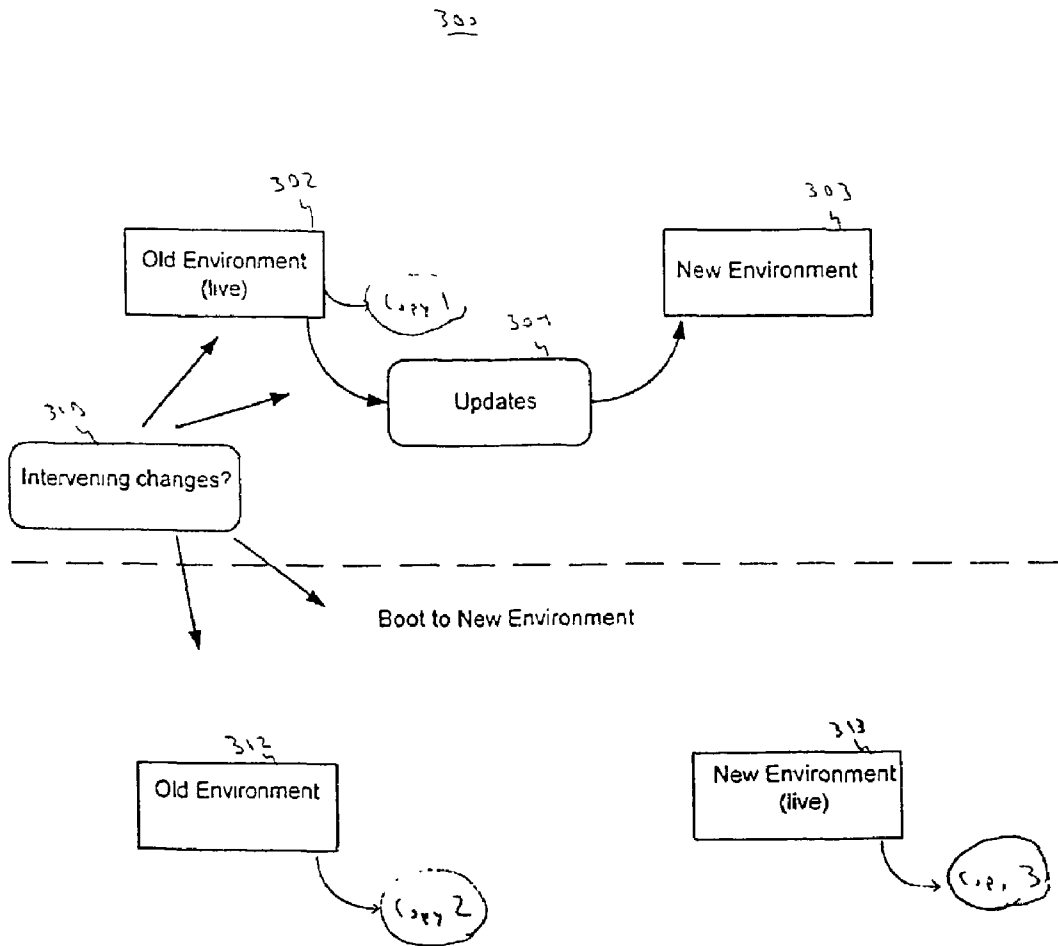 300
302
303
Old Environment
(live)
New Environment
Copy 1
304
Updates
310
Intervening changes?
Boot to New Environment
312
313
Old Environment
New Environment
(live)
Copy 2
Copy 3